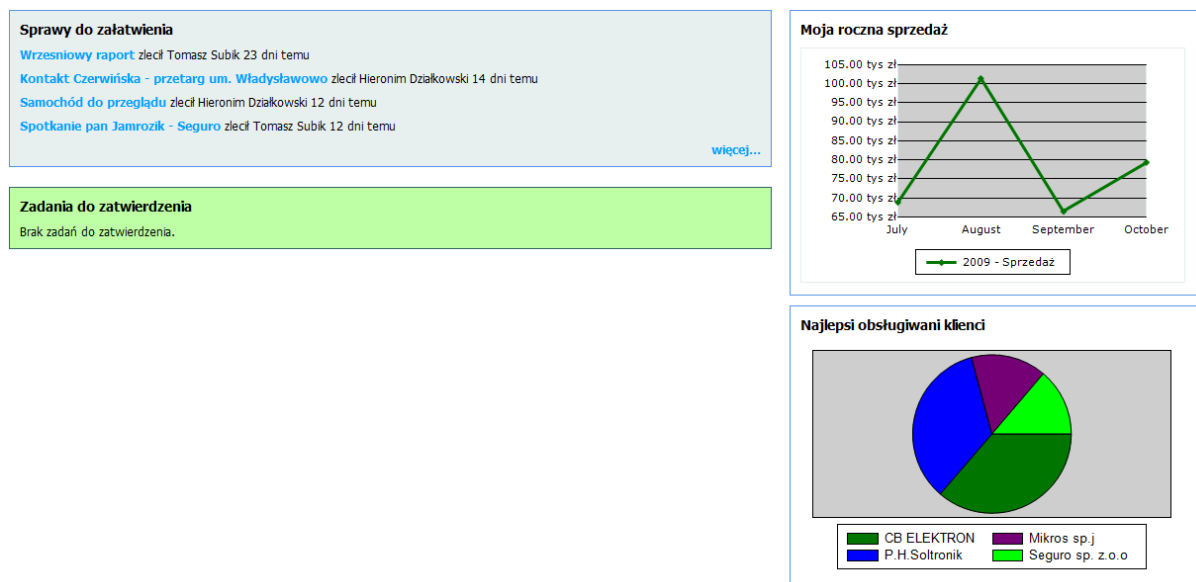 Sprawy do załatwienia
Wrzesniowy raport zlecił Tomasz Subik 23 dni temu
Kontakt Czerwińska - przetarg um. Władysławowo zlecił Hieronim Działkowski 14 dni temu
Samochód do przeglądu zlecił Hieronim Działkowski 12 dni temu
Spotkanie pan Jamrozik - Seguro zlecił Tomasz Subik 12 dni temu
więcej...
Zadania do zatwierdzenia
Brak zadań do zatwierdzenia.
Moja roczna sprzedaż
105.00 tys zł
100.00 tys zł
95.00 tys zł
90.00 tys zł
85.00 tys zł
80.00 tys zł
75.00 tys zł
70.00 tys zł
65.00 tys zł
July August September October
2009 - Sprzedaż
Najlepsi obsługiwani klienci
CB ELEKTRON Mikros sp.j
P.H.Soltronik Seguro sp. z.o.o